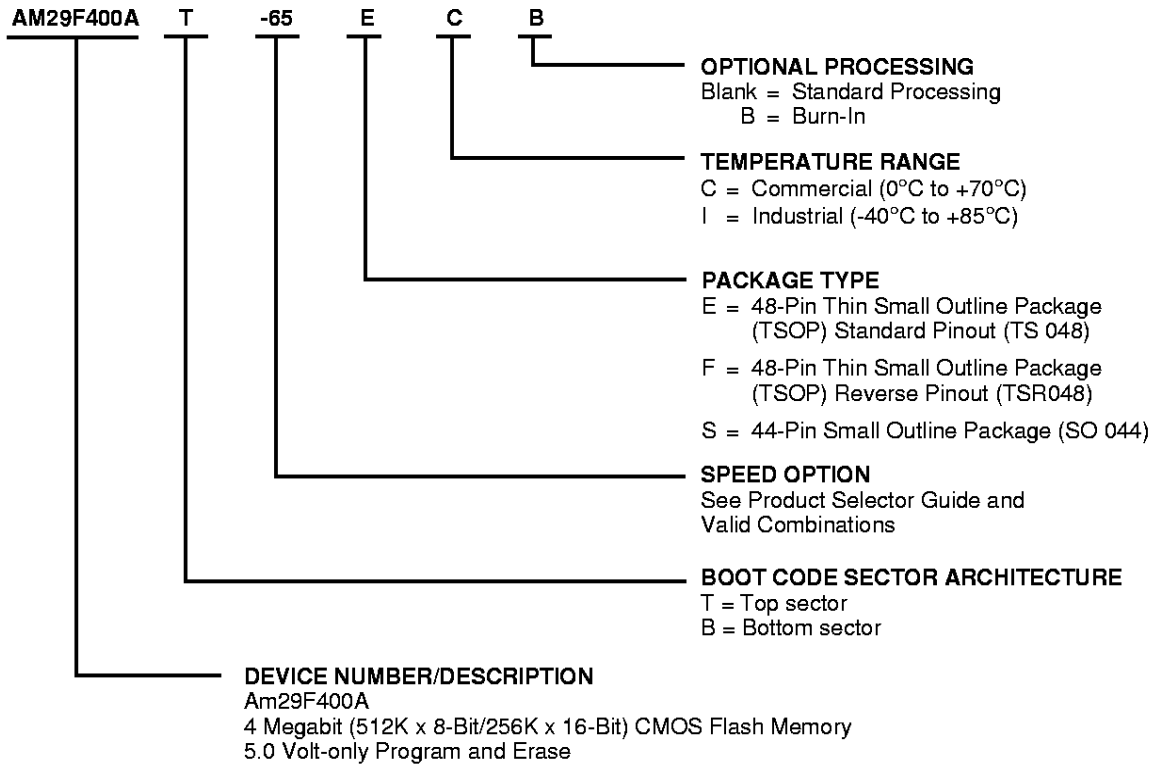 AM29F400A T -65 E C B
OPTIONAL PROCESSING
Blank = Standard Processing
B = Burn-In
TEMPERATURE RANGE
C = Commercial (0°C to +70°C)
I = Industrial (-40°C to +85°C)
PACKAGE TYPE
E = 48-Pin Thin Small Outline Package
(TSOP) Standard Pinout (TS 048)
F = 48-Pin Thin Small Outline Package
(TSOP) Reverse Pinout (TSR048)
S = 44-Pin Small Outline Package (SO 044)
SPEED OPTION
See Product Selector Guide and
Valid Combinations
BOOT CODE SECTOR ARCHITECTURE
T = Top sector
B = Bottom sector
DEVICE NUMBER/DESCRIPTION
Am29F400A
4 Megabit (512K x 8-Bit/256K x 16-Bit) CMOS Flash Memory
5.0 Volt-only Program and Erase